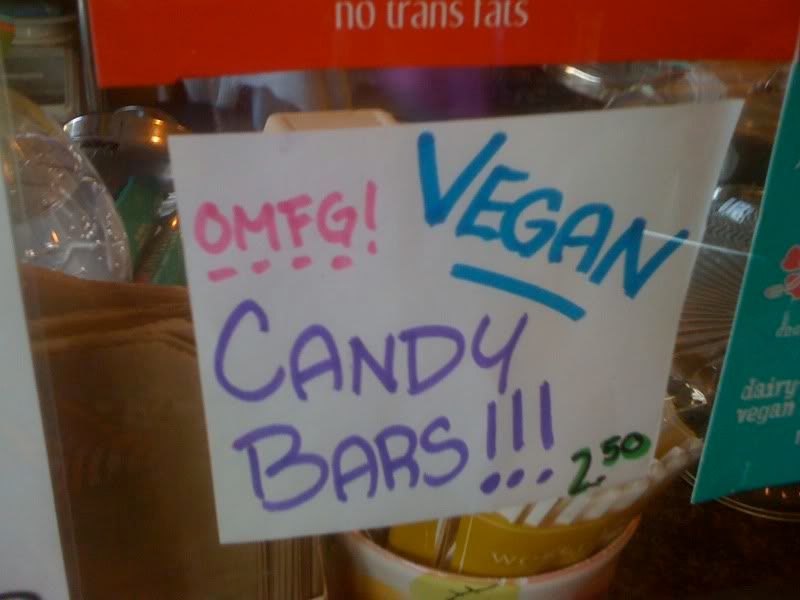 no trans fats
OMFG! VEGAN
CANDY
BARS!!! 2.50
dairy
vegan